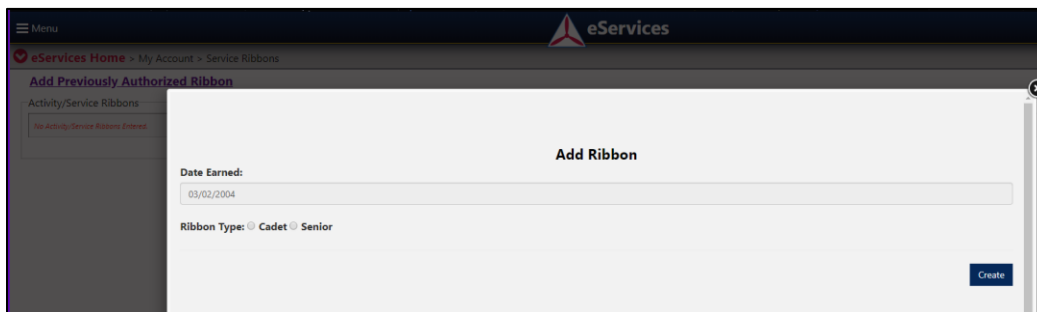 Menu
eServices
eServices Home > My Account > Service Ribbons
Add Previously Authorized Ribbon
Activity/Service Ribbons
No Activity/Service Ribbons Entered.
Add Ribbon
Date Earned:
03/02/2004
Ribbon Type: Cadet Senior
Create